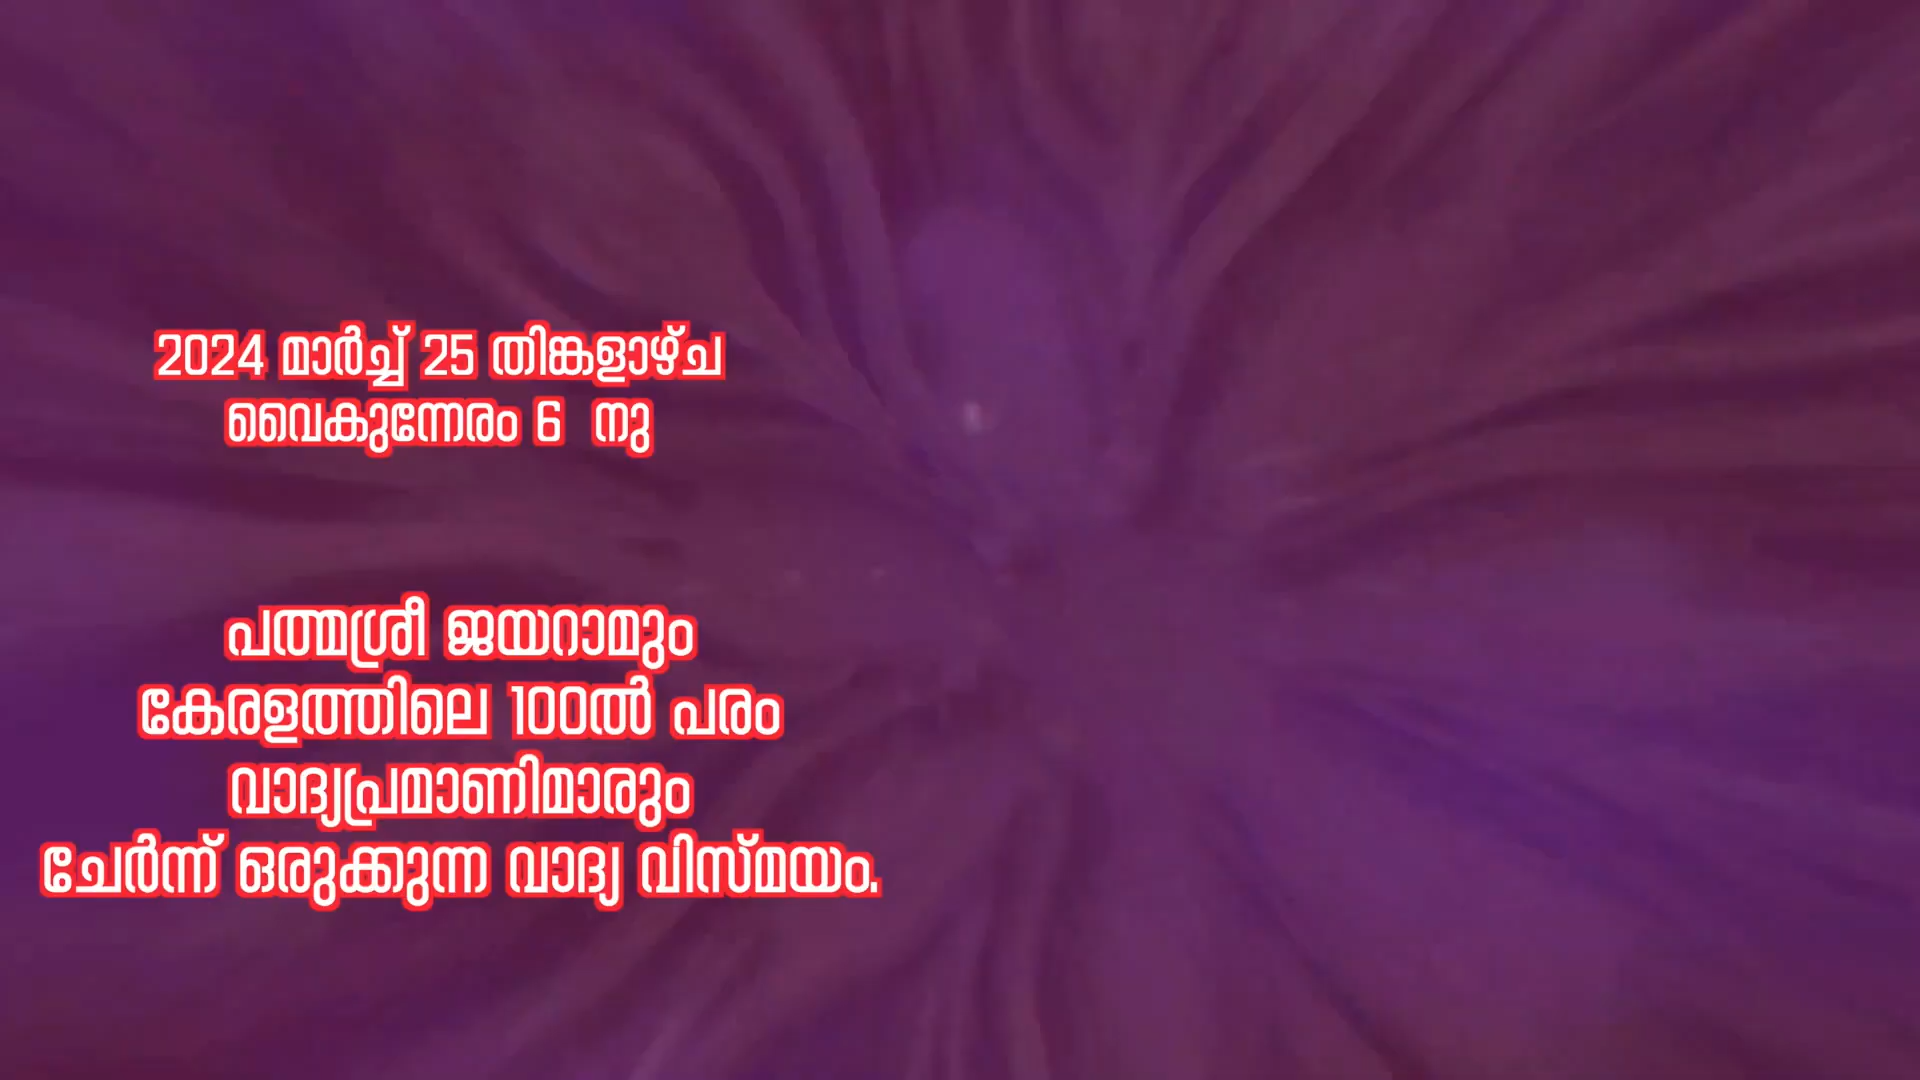 2024 മാർച്ച് 25 തിങ്കളാഴ്ച
വൈകുന്നേരം 6 നു
പത്മശ്രീ ജയറാമും
കേരളത്തിലെ 100ൽ പരം
വാദ്യപ്രമാണിമാരും
ചേർന്ന് ഒരുക്കുന്ന വാദ്യ വിസ്മയം.